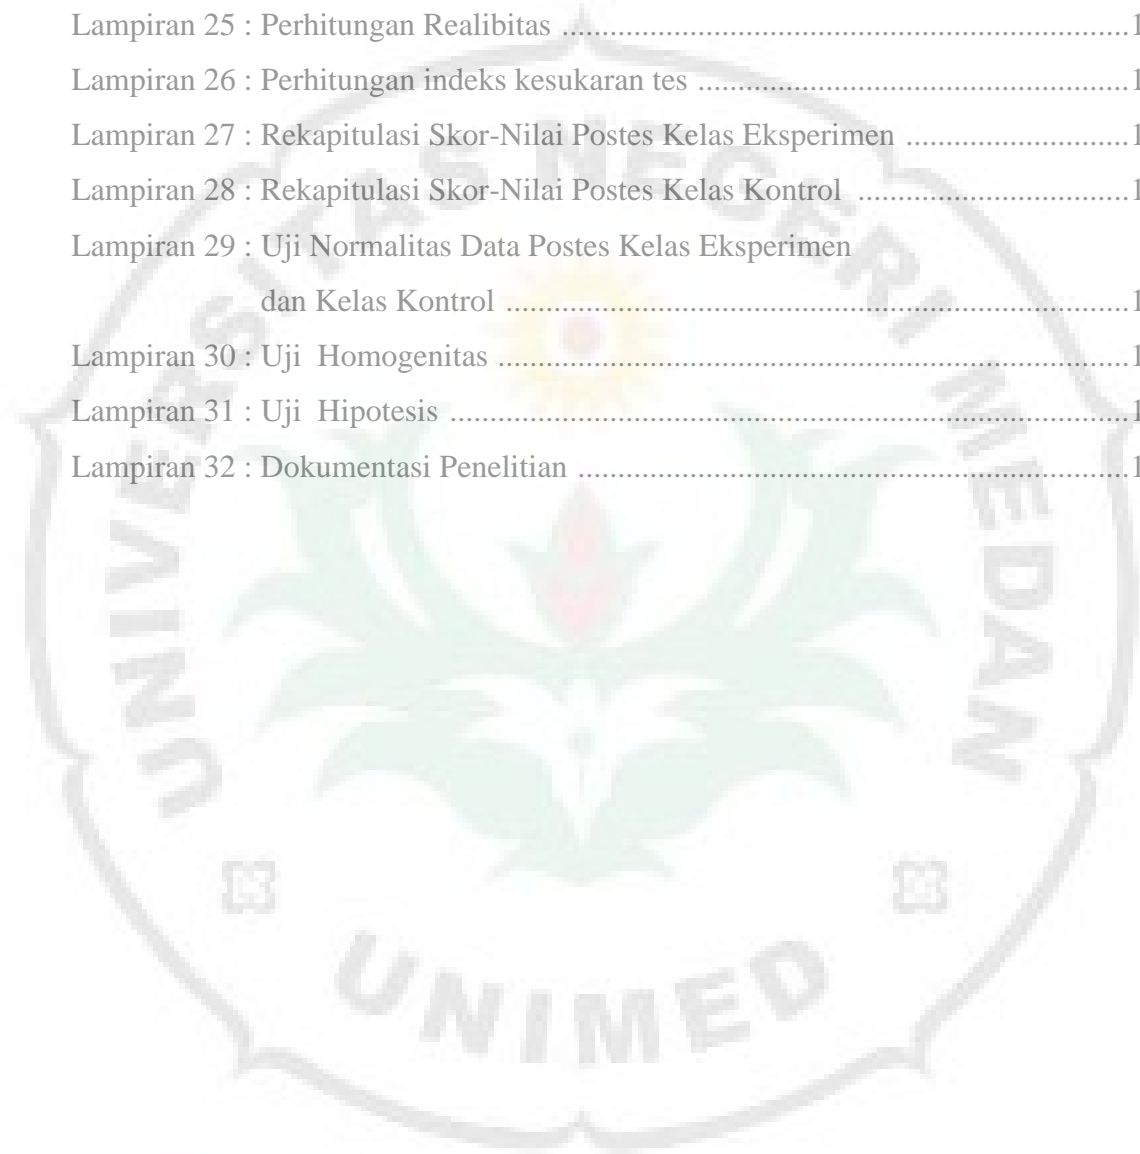 Lampiran 25 : Perhitungan Realibitas ....................................................................... 1
Lampiran 26 : Perhitungan indeks kesukaran tes ...................................................... 1
Lampiran 27 : Rekapitulasi Skor-Nilai Postes Kelas Eksperimen ............................ 1
Lampiran 28 : Rekapitulasi Skor-Nilai Postes Kelas Kontrol .................................. 1
Lampiran 29 : Uji Normalitas Data Postes Kelas Eksperimen
dan Kelas Kontrol .............................................................................. 1
Lampiran 30 : Uji Homogenitas ............................................................................... 1
Lampiran 31 : Uji Hipotesis ..................................................................................... 1
Lampiran 32 : Dokumentasi Penelitian ..................................................................... 1
UNIVERSITAS NEGERI MEDAN
UNIMED